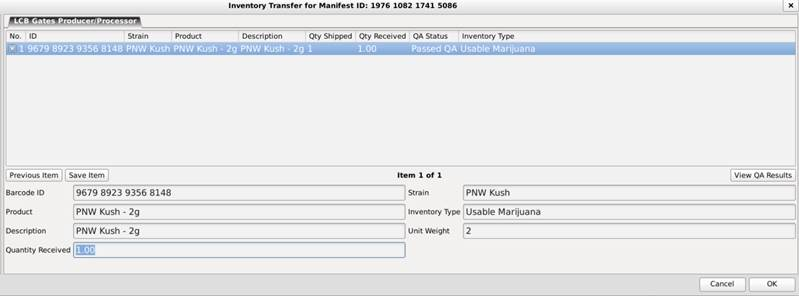 Inventory Transfer for Manifest ID: 1976 1082 1741 5086
LCB Gates Producer/Processor
No. ID Strain Product Description Qty Shipped Qty Received QA Status Inventory Type
1 9679 8923 9356 8148 PNW Kush PNW Kush - 2g PNW Kush - 2g 1 1.00 Passed QA Usable Marijuana
Previous Item Save Item Item 1 of 1 View QA Results
Barcode ID 9679 8923 9356 8148 Strain PNW Kush
Product PNW Kush - 2g Inventory Type Usable Marijuana
Description PNW Kush - 2g Unit Weight 2
Quantity Received 1.00
Cancel OK